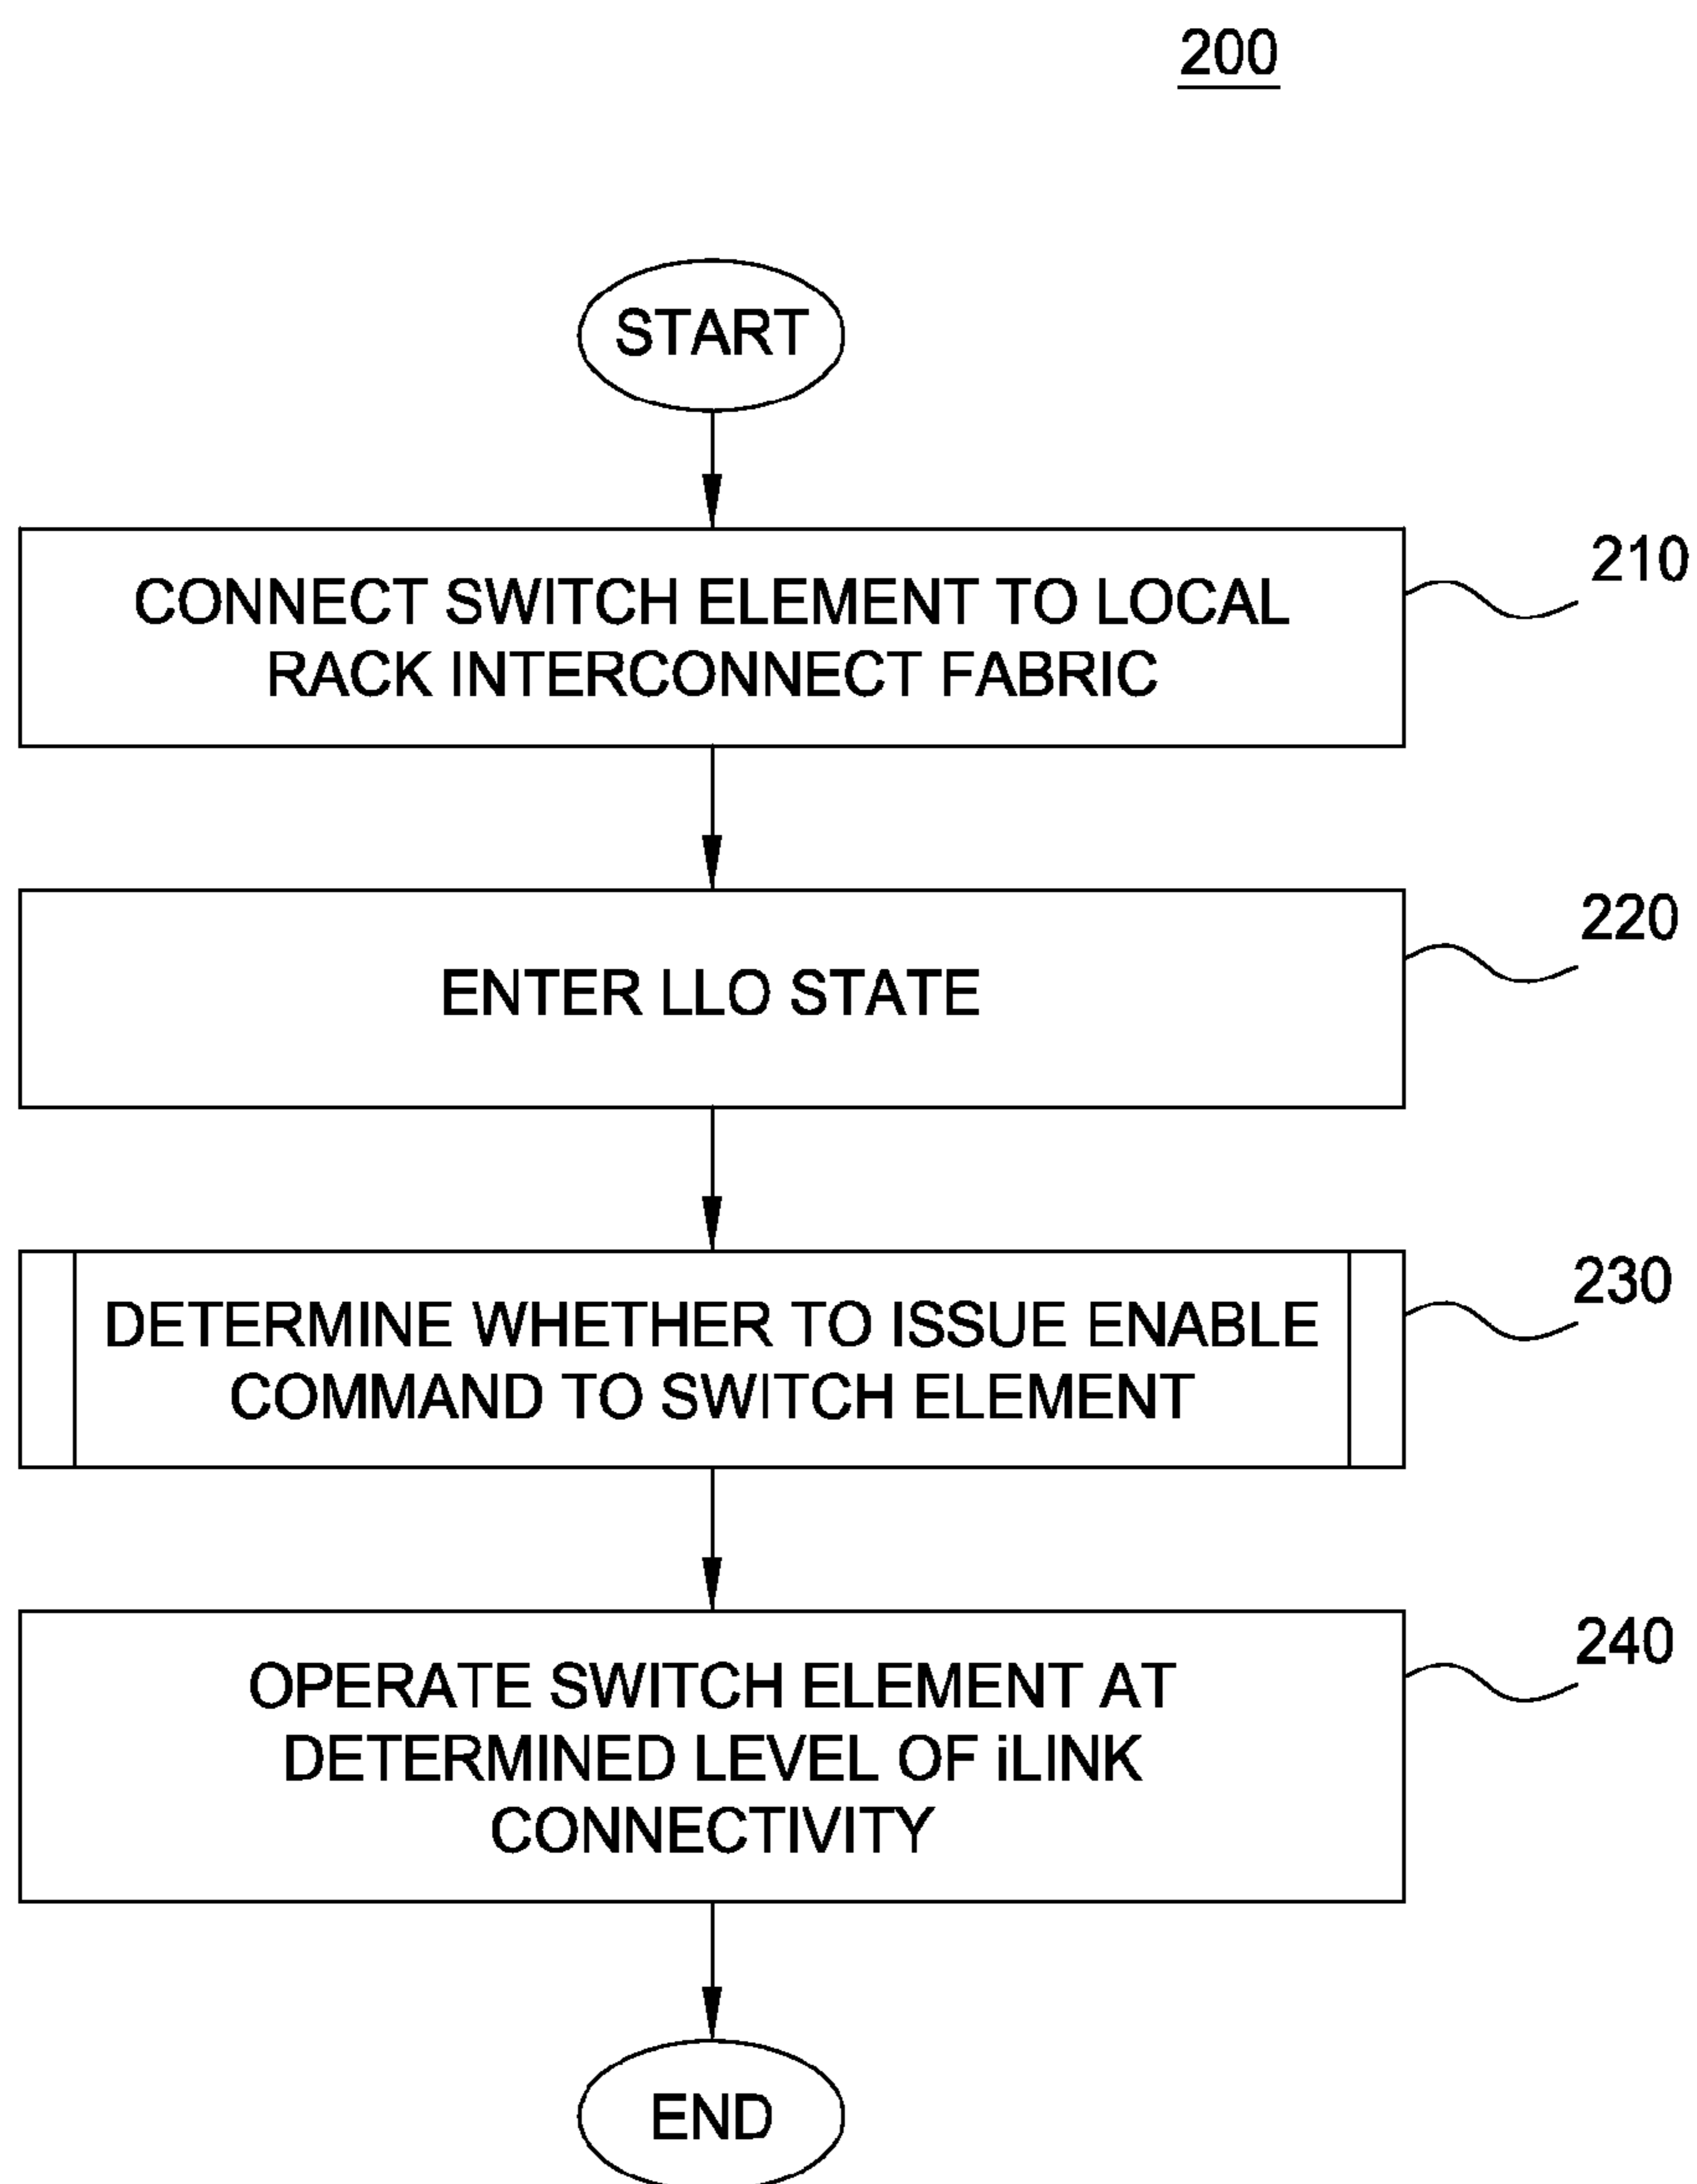 200
START
CONNECT SWITCH ELEMENT TO LOCAL
RACK INTERCONNECT FABRIC
210
ENTER LLO STATE
220
DETERMINE WHETHER TO ISSUE ENABLE
COMMAND TO SWITCH ELEMENT
230
OPERATE SWITCH ELEMENT AT
DETERMINED LEVEL OF iLINK
CONNECTIVITY
240
END